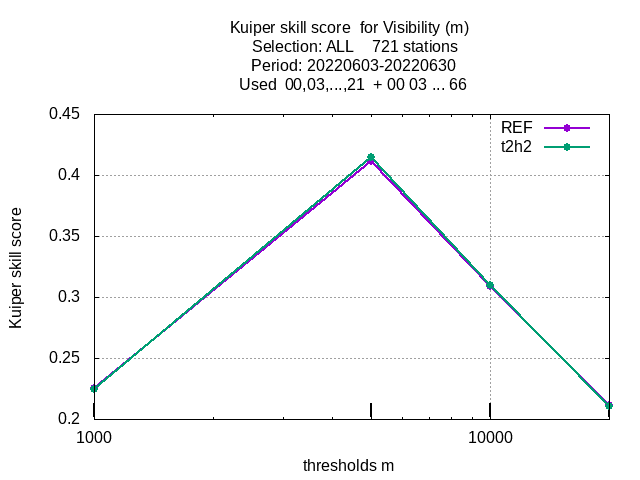 Kuiper skill score  for Visibility (m)
Selection: ALL    721 stations
Period: 20220603-20220630
Used  00,03,...,21  + 00 03 ... 66
REF
t2h2
0.45
0.4
0.35
0.3
0.25
0.2
Kuiper skill score
1000
10000
thresholds m